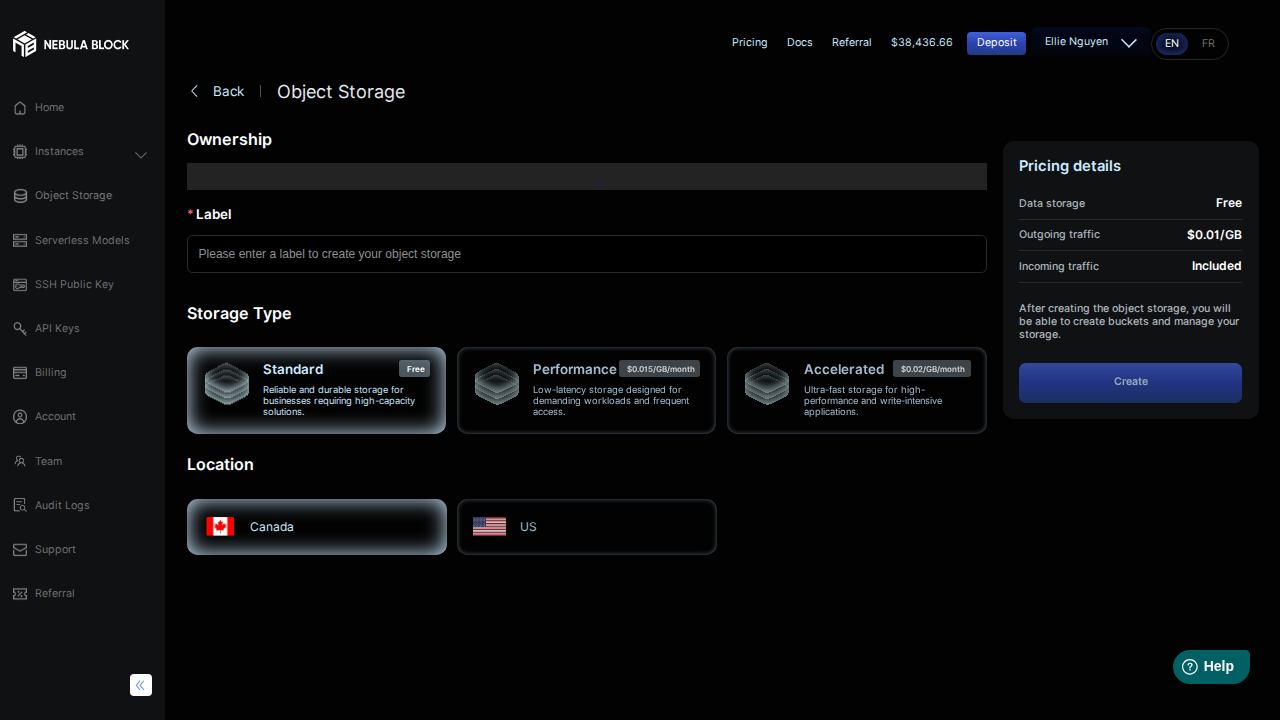 NEBULA BLOCK
Pricing
Docs
Referral
$38,436.66
Deposit
Ellie Nguyen
EN
FR
Home
Instances
Object Storage
Serverless Models
SSH Public Key
API Keys
Billing
Account
Team
Audit Logs
Support
Referral
Back
Object Storage
Ownership
* Label
Please enter a label to create your object storage
Storage Type
Standard
Free
Reliable and durable storage for
businesses requiring high-capacity
solutions.
Performance
$0.015/GB/month
Low-latency storage designed for
demanding workloads and frequent
access.
Accelerated
$0.02/GB/month
Ultra-fast storage for high-
performance and write-intensive
applications.
Location
Canada
US
Pricing details
Data storage Free
Outgoing traffic $0.01/GB
Incoming traffic Included
After creating the object storage, you will
be able to create buckets and manage your
storage.
Create
Help